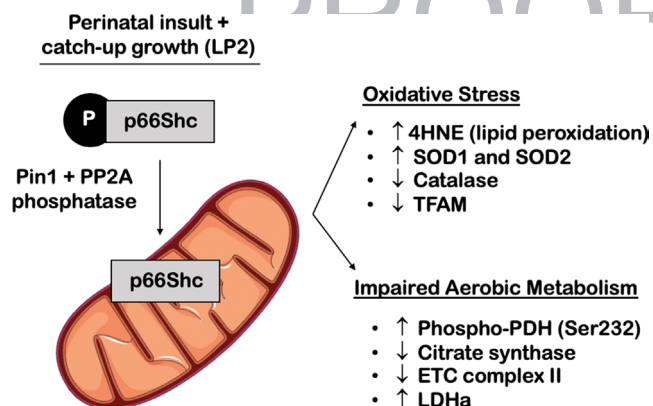 Perinatal insult +
catch-up growth (LP2)
P
p66Shc
Pin1 + PP2A
phosphatase
p66Shc
Oxidative Stress
• ↑ 4HNE (lipid peroxidation)
• ↑ SOD1 and SOD2
• ↓ Catalase
• ↓ TFAM
Impaired Aerobic Metabolism
• ↑ Phospho-PDH (Ser232)
• ↓ Citrate synthase
• ↓ ETC complex II
• ↑ LDHa